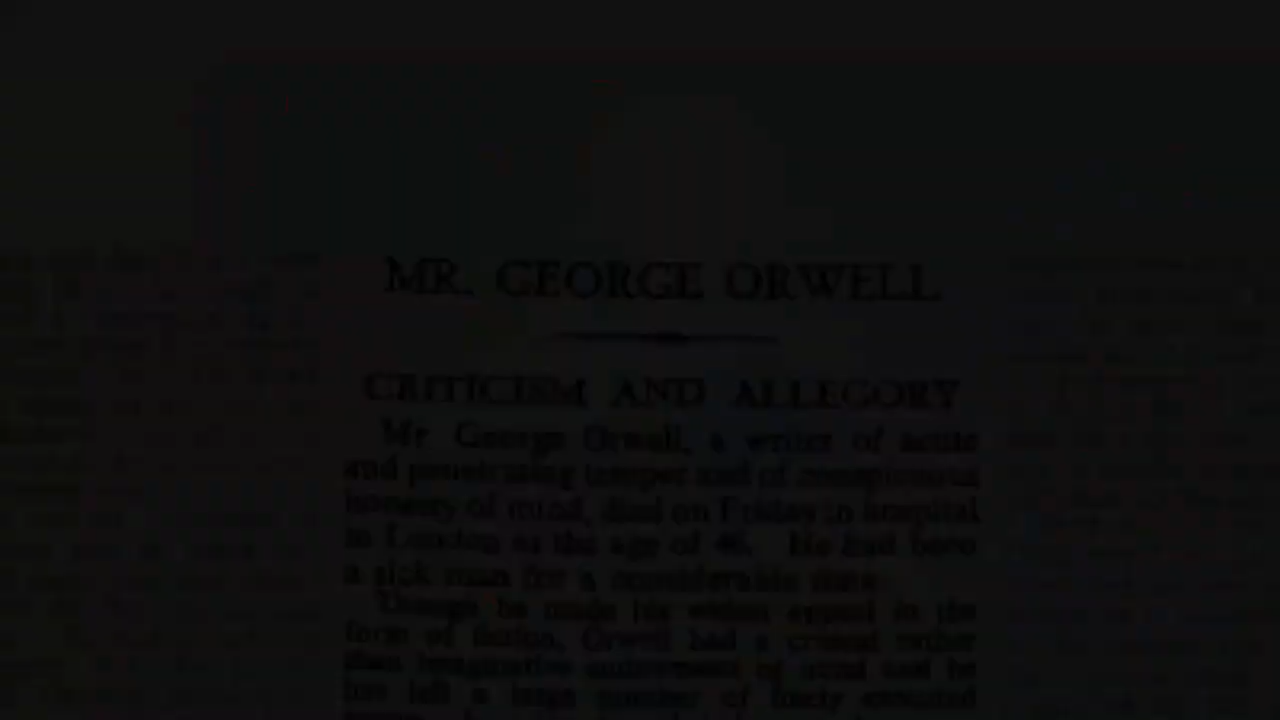 MR. GEORGE ORWELL
CRITICISM AND ALLEGORY
Mr. George Orwell, a writer of acute
and penetrating temper and of conspicuous
honesty of mind, died on Friday in hospital
in London at the age of 46. He had been
a sick man for a considerable time.
Though he made his widest appeal in the
form of fiction, Orwell had a critical rather
than imaginative endowment of mind and he
has left a large number of finely executed